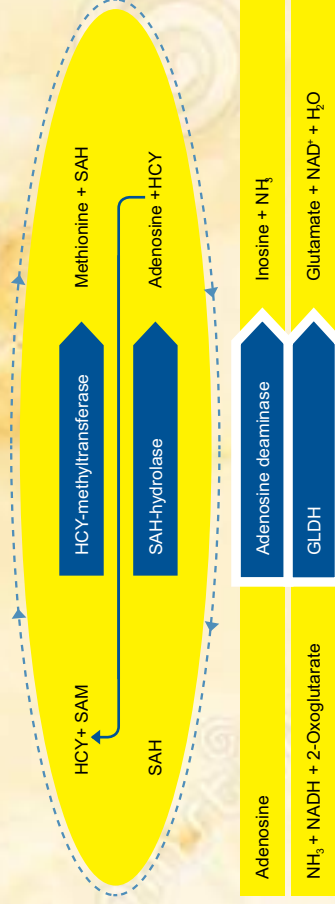 HCY+ SAM
HCY-methyltransferase
Methionine + SAH
SAH
SAH-hydrolase
Adenosine +HCY
Adenosine
Adenosine deaminase
Inosine + NH3
NH₃ + NADH + 2-Oxoglutarate
GLDH
Glutamate + NAD⁺ + H₂O